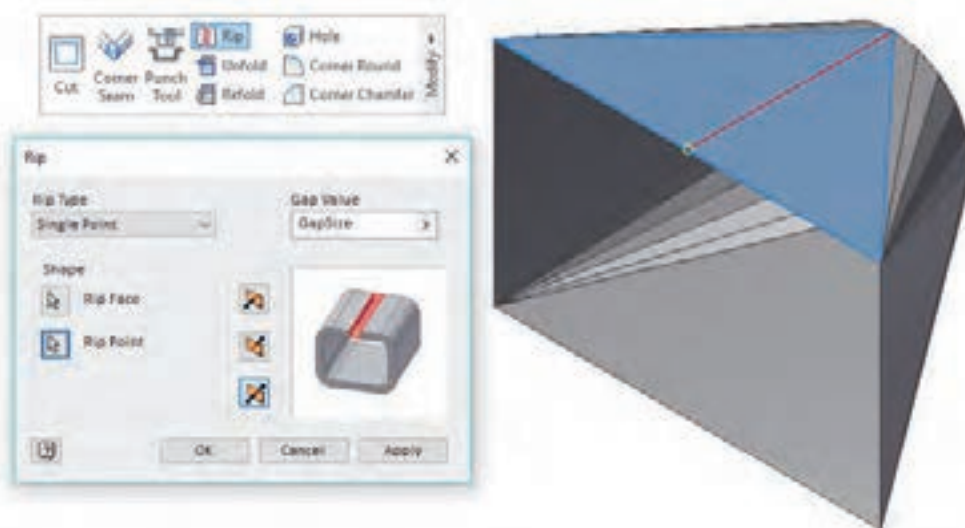 Cut
Corner Seam
Punch Tool
Rip
Unfold
Refold
Hole
Corner Round
Corner Chamfer
Modify
Rip
Rip Type
Single Point
Gap Value
GapSize
Shape
Rip Face
Rip Point
OK
Cancel
Apply